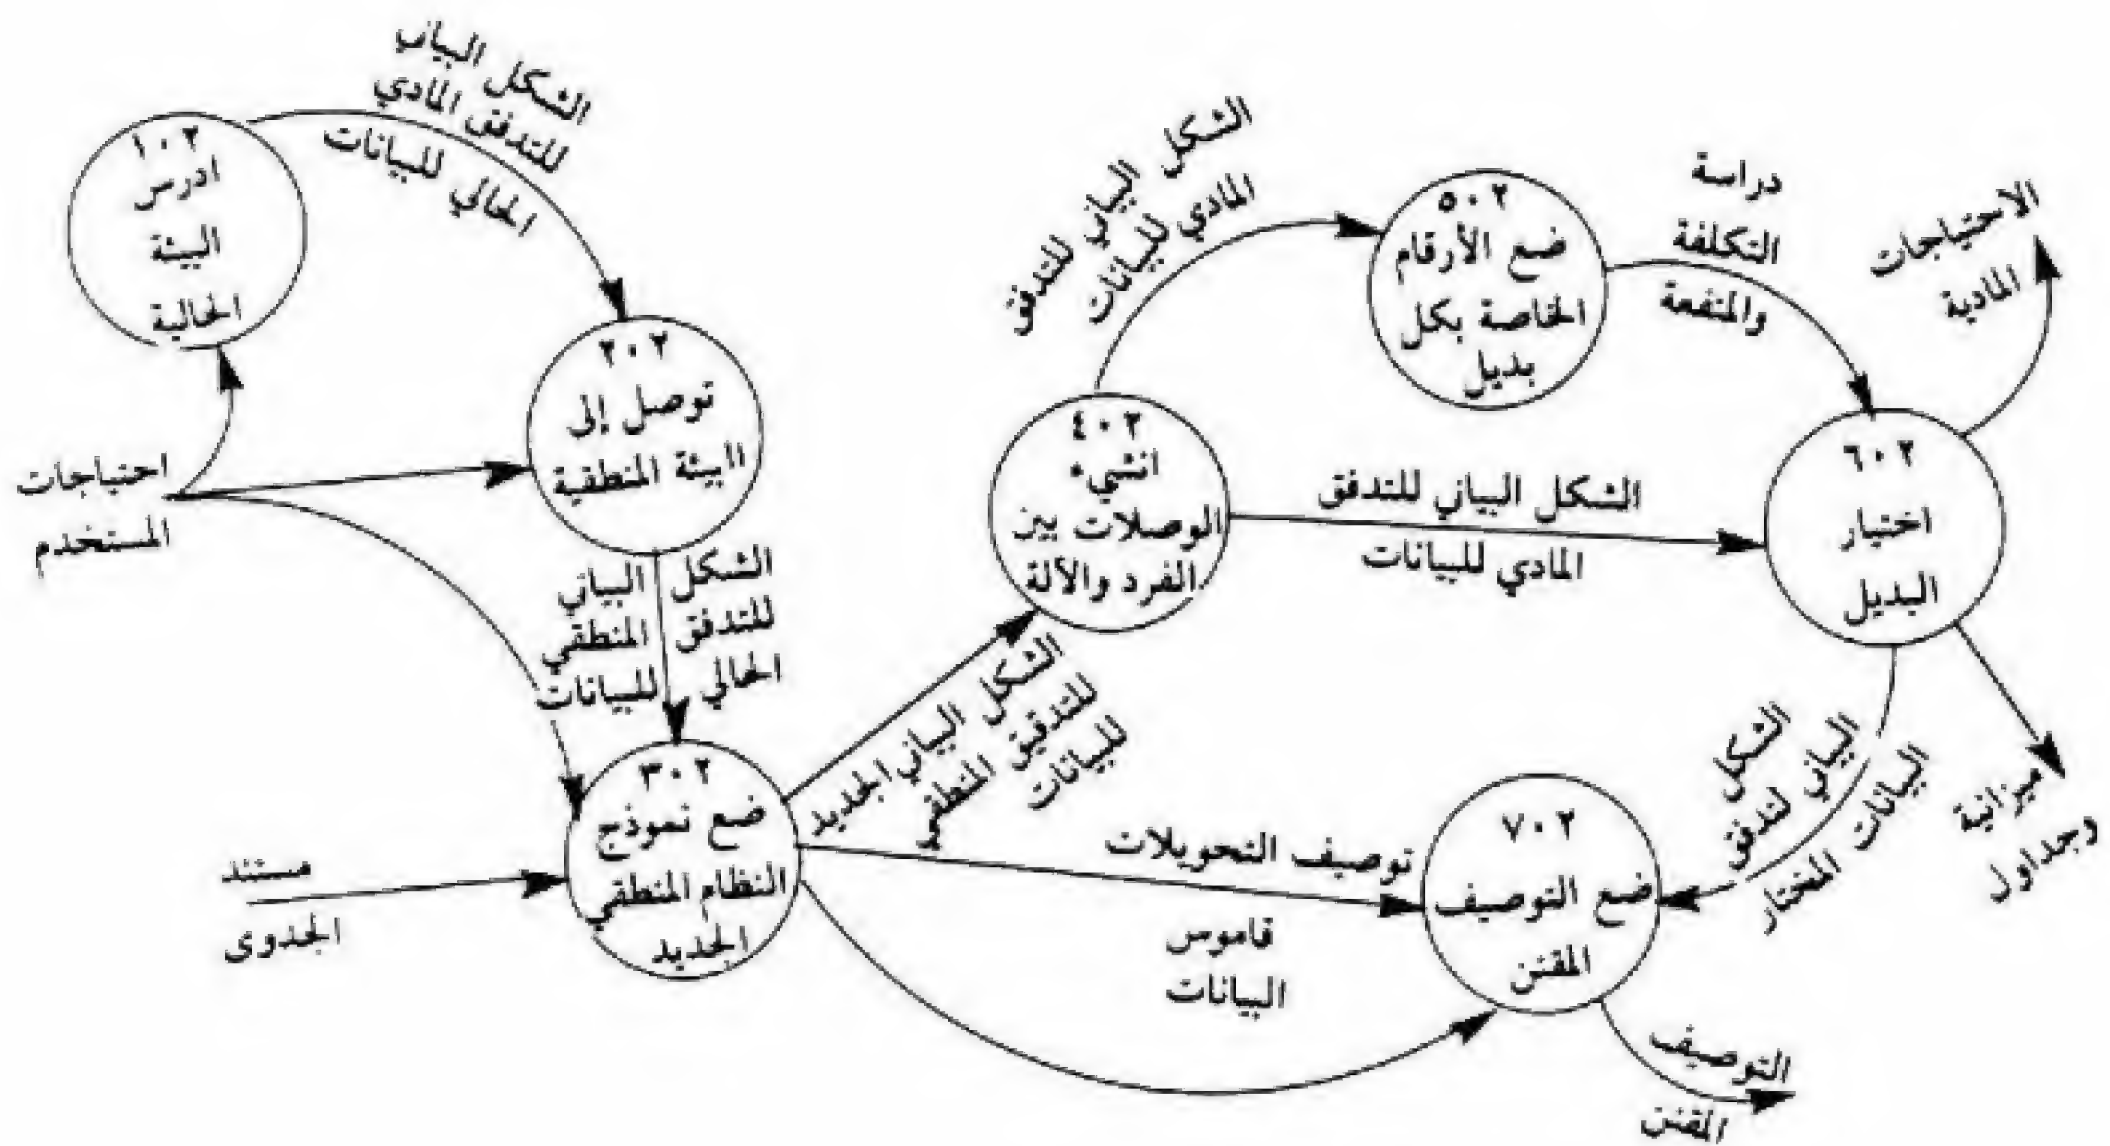 ١٠٢
ادرس
البيئة
الحالية
الشكل البياني
للتدفق المادي
الحالي للبيانات
احتياجات
المستخدم
٢٠٢
توصل إلى
البيئة المنطقية
الشكل البياني
للتدفق المنطقي
الحالي للبيانات
مستند
الجدوى
٣٠٢
ضع نموذج
النظام المنطقي
الجديد
الشكل البياني الجديد
للتدقيق المنطقي
للبيانات
٤٠٢
انشيء
الوصلات بين
الفرد والآلة
الشكل البياني للتدفق
المادي للبيانات
٥٠٢
ضع الأرقام
الخاصة بكل
بديل
دراسة
التكلفة
والمنفعة
الشكل البياني للتدفق
المادي للبيانات
٦٠٢
اختيار
البديل
الاحتياجات
المادية
ميزانية
وجداول
الشكل
البياني لتدفق
البيانات المختار
توصيف التحويلات
قاموس
البيانات
٧٠٢
ضع التوصيف
المقنن
التوصيف
المقنن